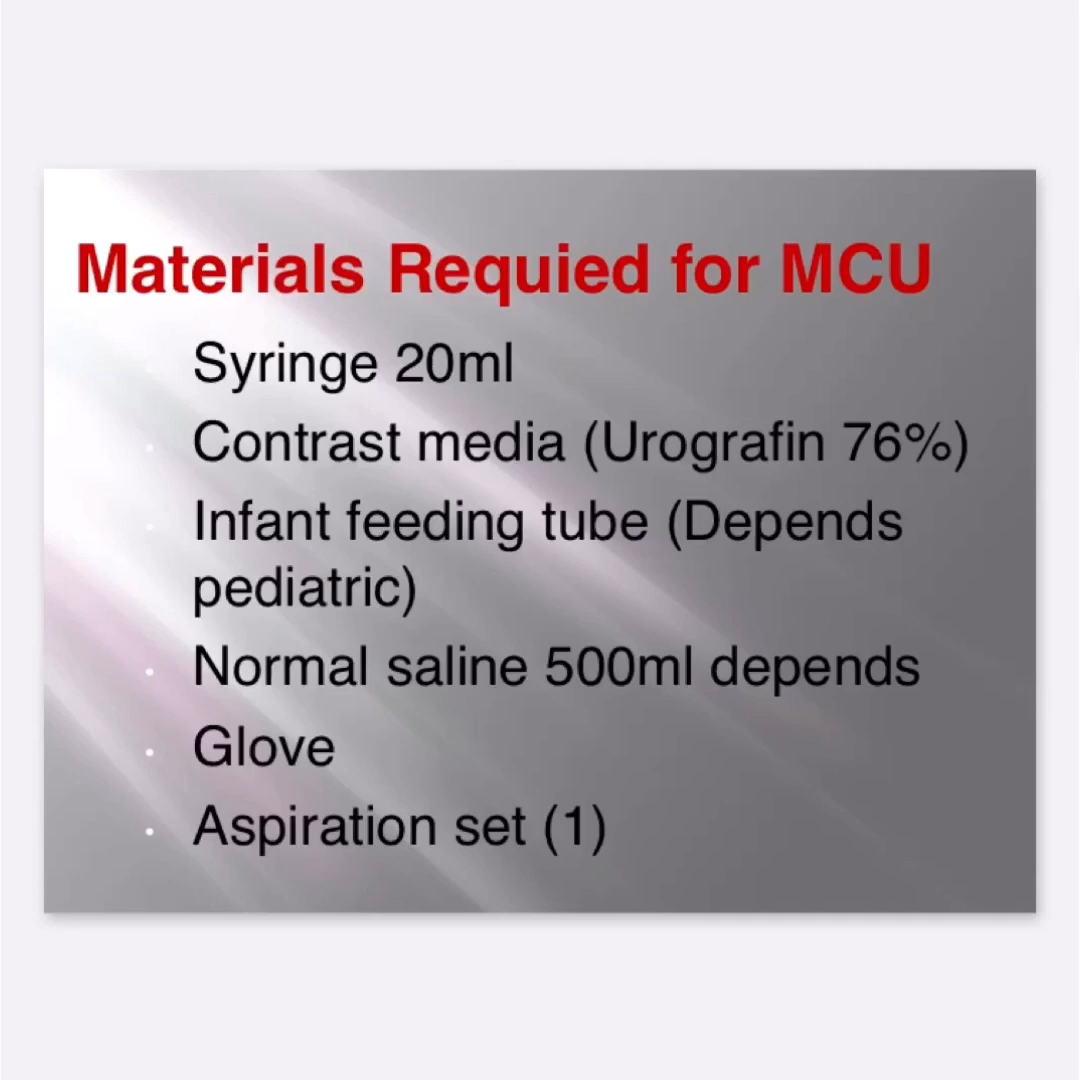 Materials Requied for MCU
Syringe 20ml
Contrast media (Urografin 76%)
Infant feeding tube (Depends
pediatric)
Normal saline 500ml depends
Glove
Aspiration set (1)